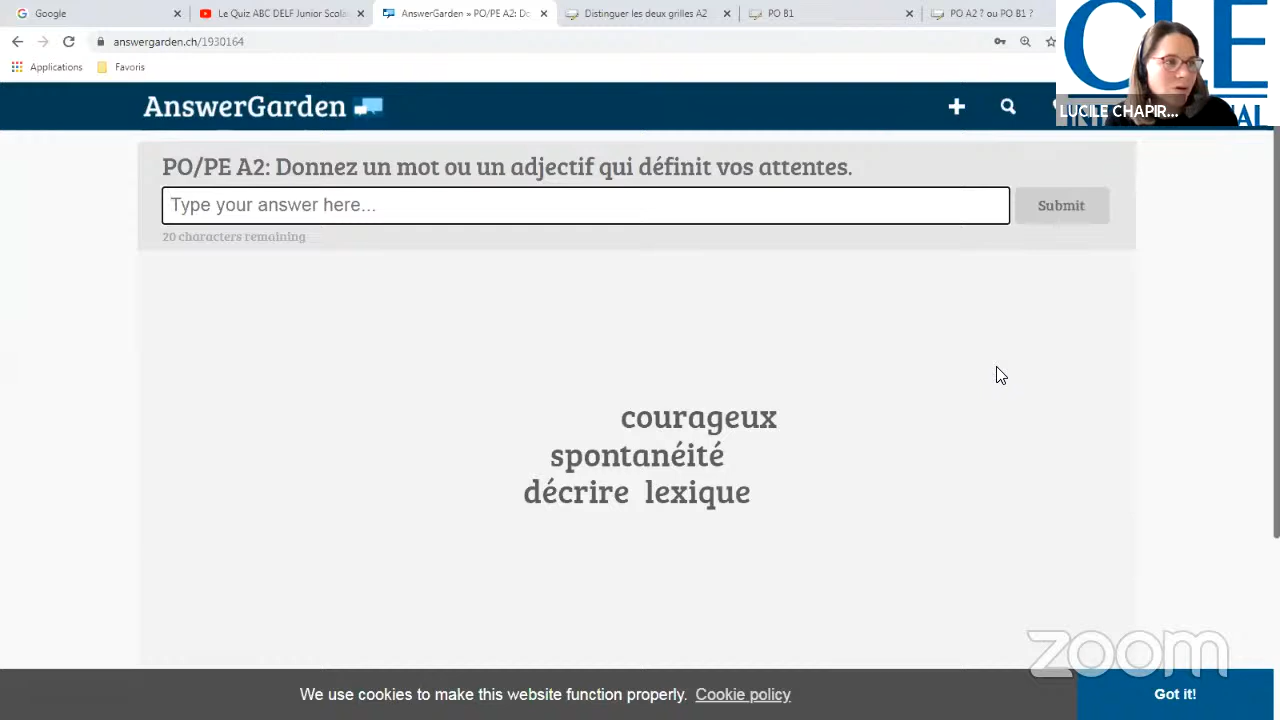 Google
Le Quiz ABC DELF Junior Scola
AnswerGarden » PO/PE A2: Do
Distinguer les deux grilles A2
PO B1
PO A2 ? ou PO B1 ?
answergarden.ch/1930164
Applications
Favoris
CLE
LUCILE CHAPIR...
AnswerGarden
PO/PE A2: Donnez un mot ou un adjectif qui définit vos attentes.
Type your answer here...
Submit
20 characters remaining
courageux
spontanéité
décrire lexique
zoom
We use cookies to make this website function properly. Cookie policy
Got it!